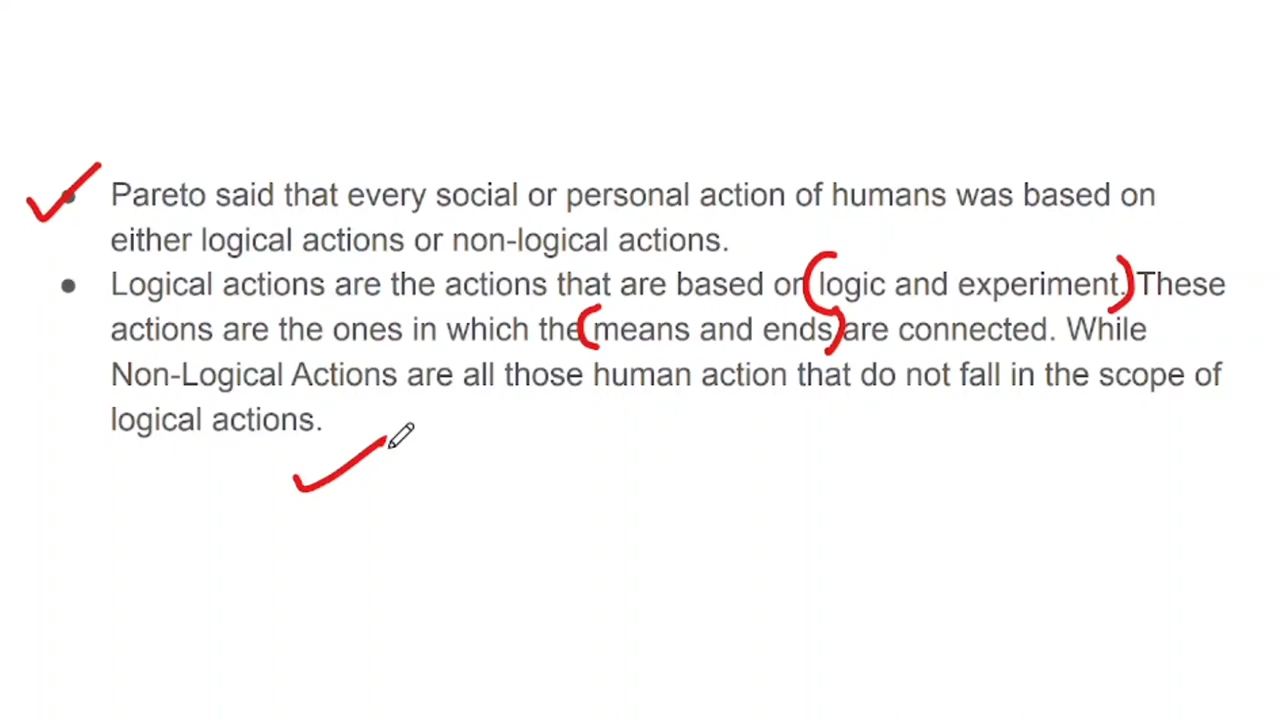 Pareto said that every social or personal action of humans was based on
either logical actions or non-logical actions.
Logical actions are the actions that are based on logic and experiment. These
actions are the ones in which the means and ends are connected. While
Non-Logical Actions are all those human action that do not fall in the scope of
logical actions.